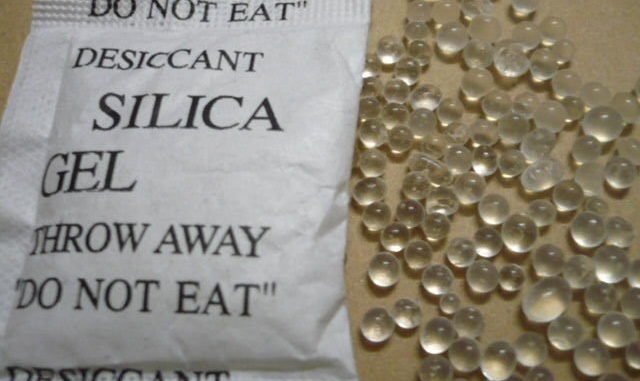 DO NOT EAT"
DESICCANT
SILICA
GEL
THROW AWAY
"DO NOT EAT"
DESICCANT